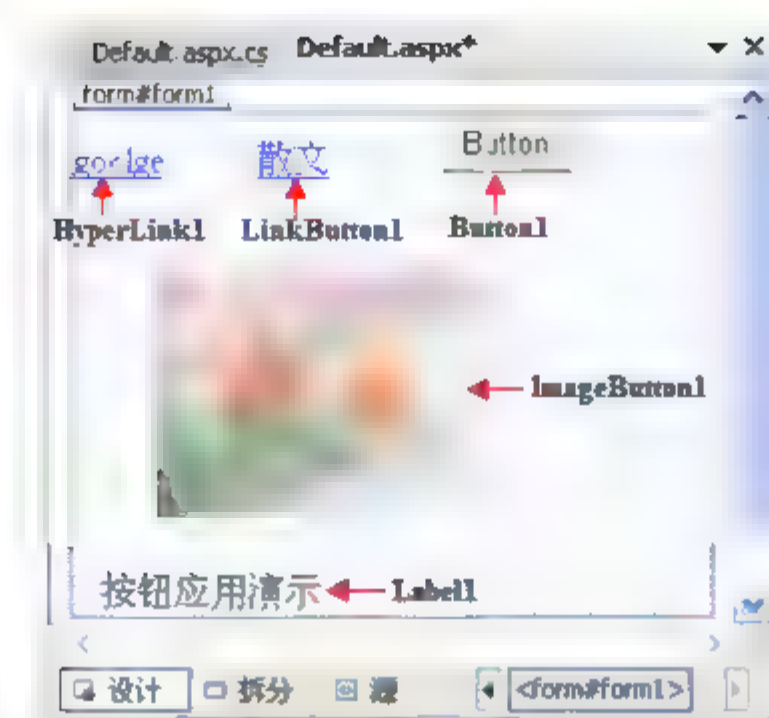 Default.aspx.cs Default.aspx*
form#form1
散文 Button
HyperLink1 LinkButton1 Button1
ImageButton1
按钮应用演示 Label1
设计 拆分 源 <form#form1>